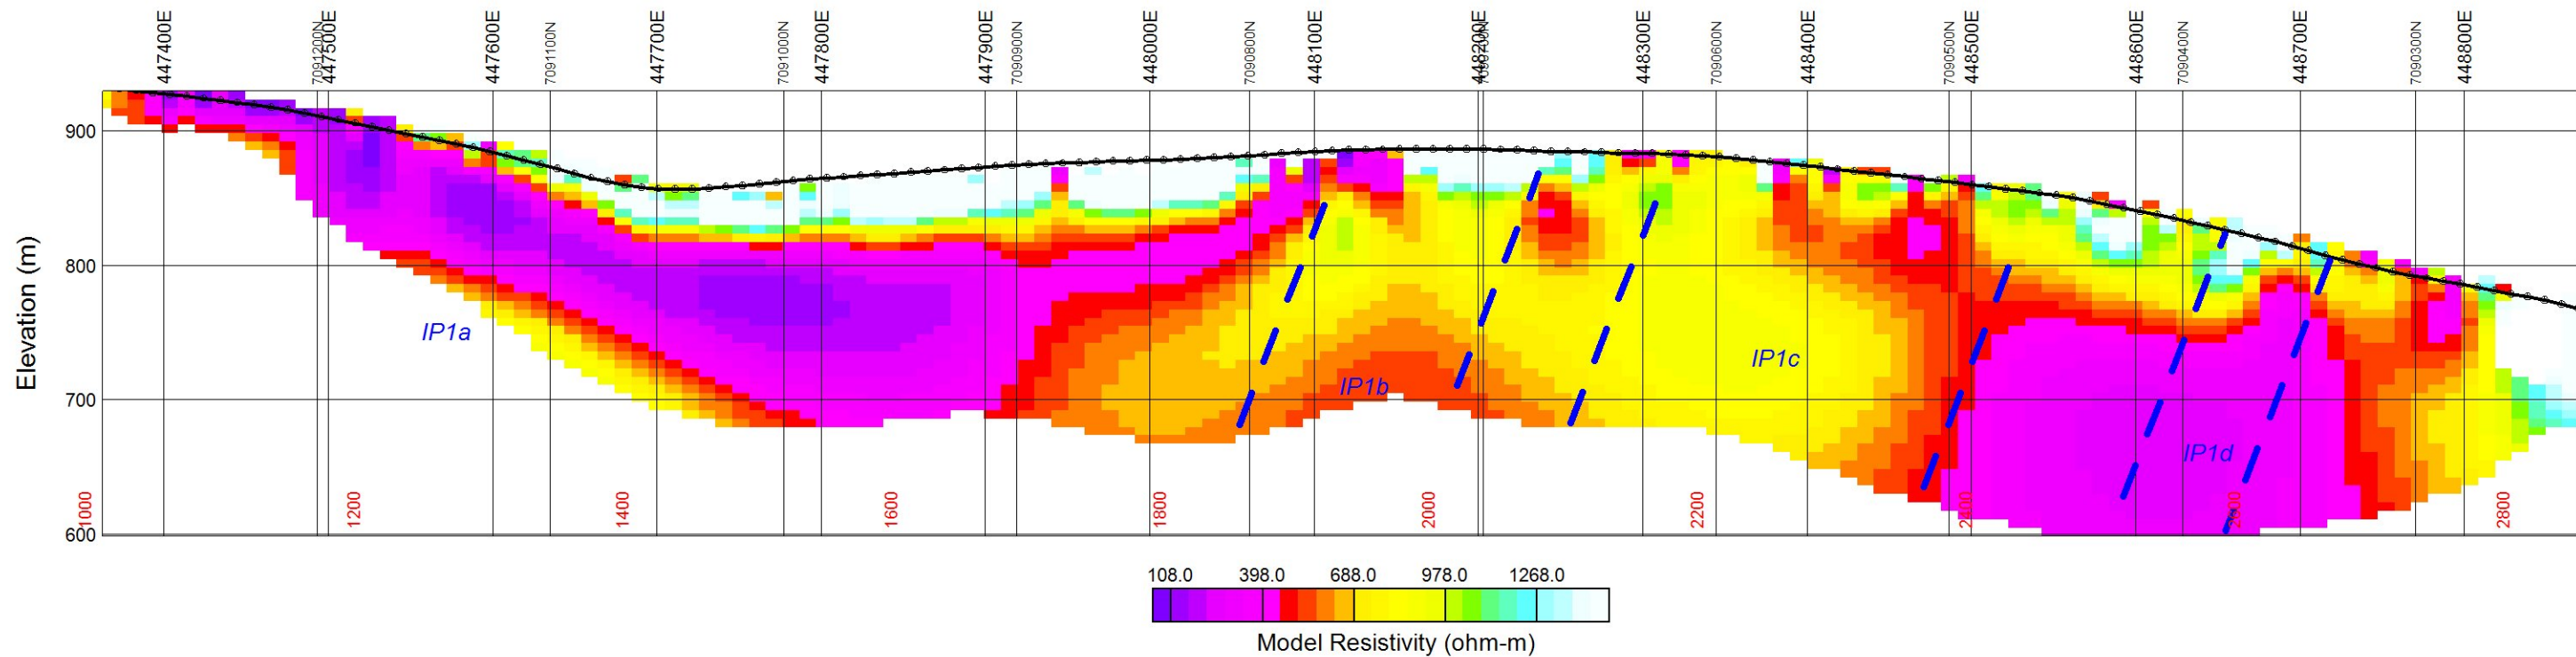 447400E
7091200N
447500E
447600E
7091100N
447700E
7091000N
447800E
447900E
7090900N
448000E
7090800N
448100E
448200E
7090700N
448300E
7090600N
448400E
7090500N
448500E
448600E
7090400N
448700E
7090300N
448800E
Elevation (m)
900
800
700
600
IP1a
IP1b
IP1c
IP1d
1000
1200
1400
1600
1800
2000
2200
2400
2600
2800
108.0 398.0 688.0 978.0 1268.0
Model Resistivity (ohm-m)